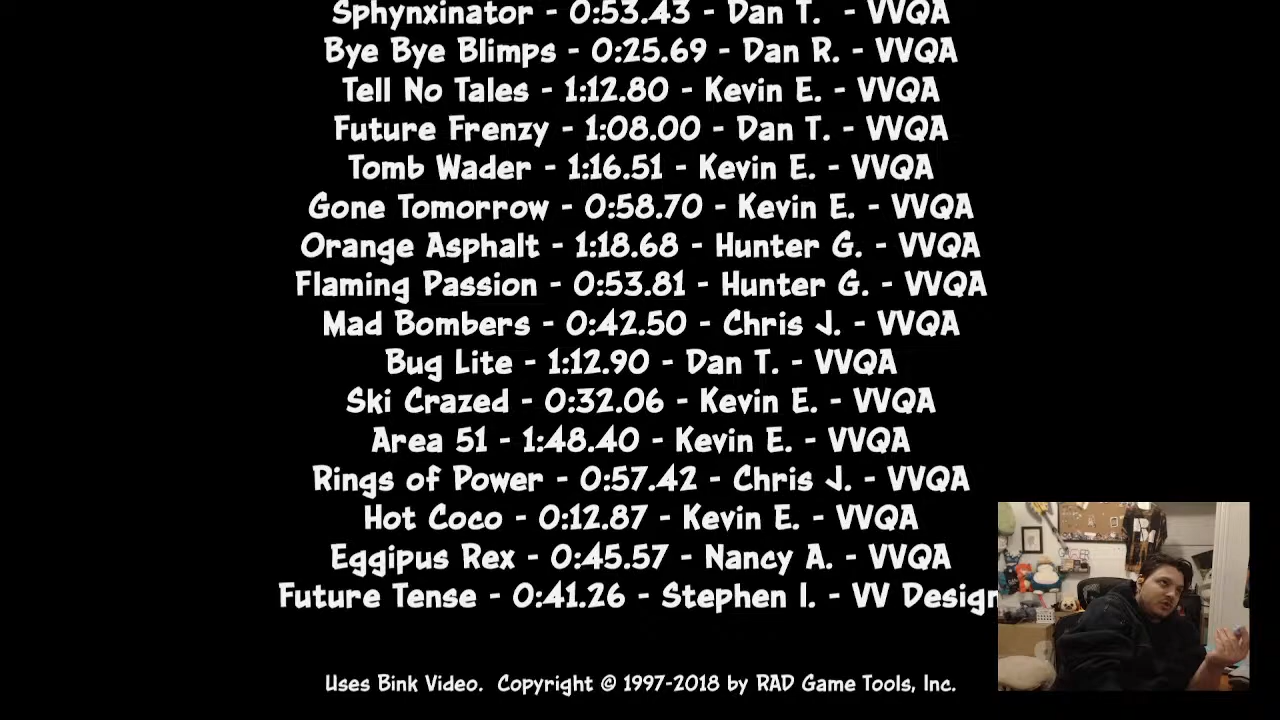 Sphynxinator - 0:53.43 - Dan T. - VVQA
Bye Bye Blimps - 0:25.69 - Dan R. - VVQA
Tell No Tales - 1:12.80 - Kevin E. - VVQA
Future Frenzy - 1:08.00 - Dan T. - VVQA
Tomb Wader - 1:16.51 - Kevin E. - VVQA
Gone Tomorrow - 0:58.70 - Kevin E. - VVQA
Orange Asphalt - 1:18.68 - Hunter G. - VVQA
Flaming Passion - 0:53.81 - Hunter G. - VVQA
Mad Bombers - 0:42.50 - Chris J. - VVQA
Bug Lite - 1:12.90 - Dan T. - VVQA
Ski Crazed - 0:32.06 - Kevin E. - VVQA
Area 51 - 1:48.40 - Kevin E. - VVQA
Rings of Power - 0:57.42 - Chris J. - VVQA
Hot Coco - 0:12.87 - Kevin E. - VVQA
Eggipus Rex - 0:45.57 - Nancy A. - VVQA
Future Tense - 0:41.26 - Stephen I. - VV Design
Uses Bink Video. Copyright © 1997-2018 by RAD Game Tools, Inc.